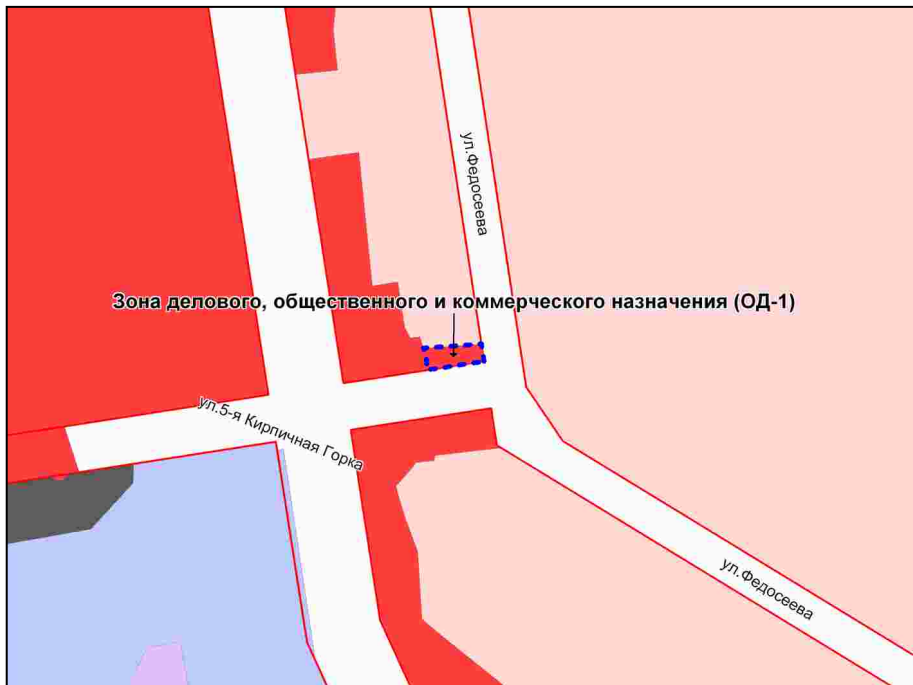 ул.Федосеева
Зона делового, общественного и коммерческого назначения (ОД-1)
ул.5-я Кирпичная Горка
ул.Федосеева